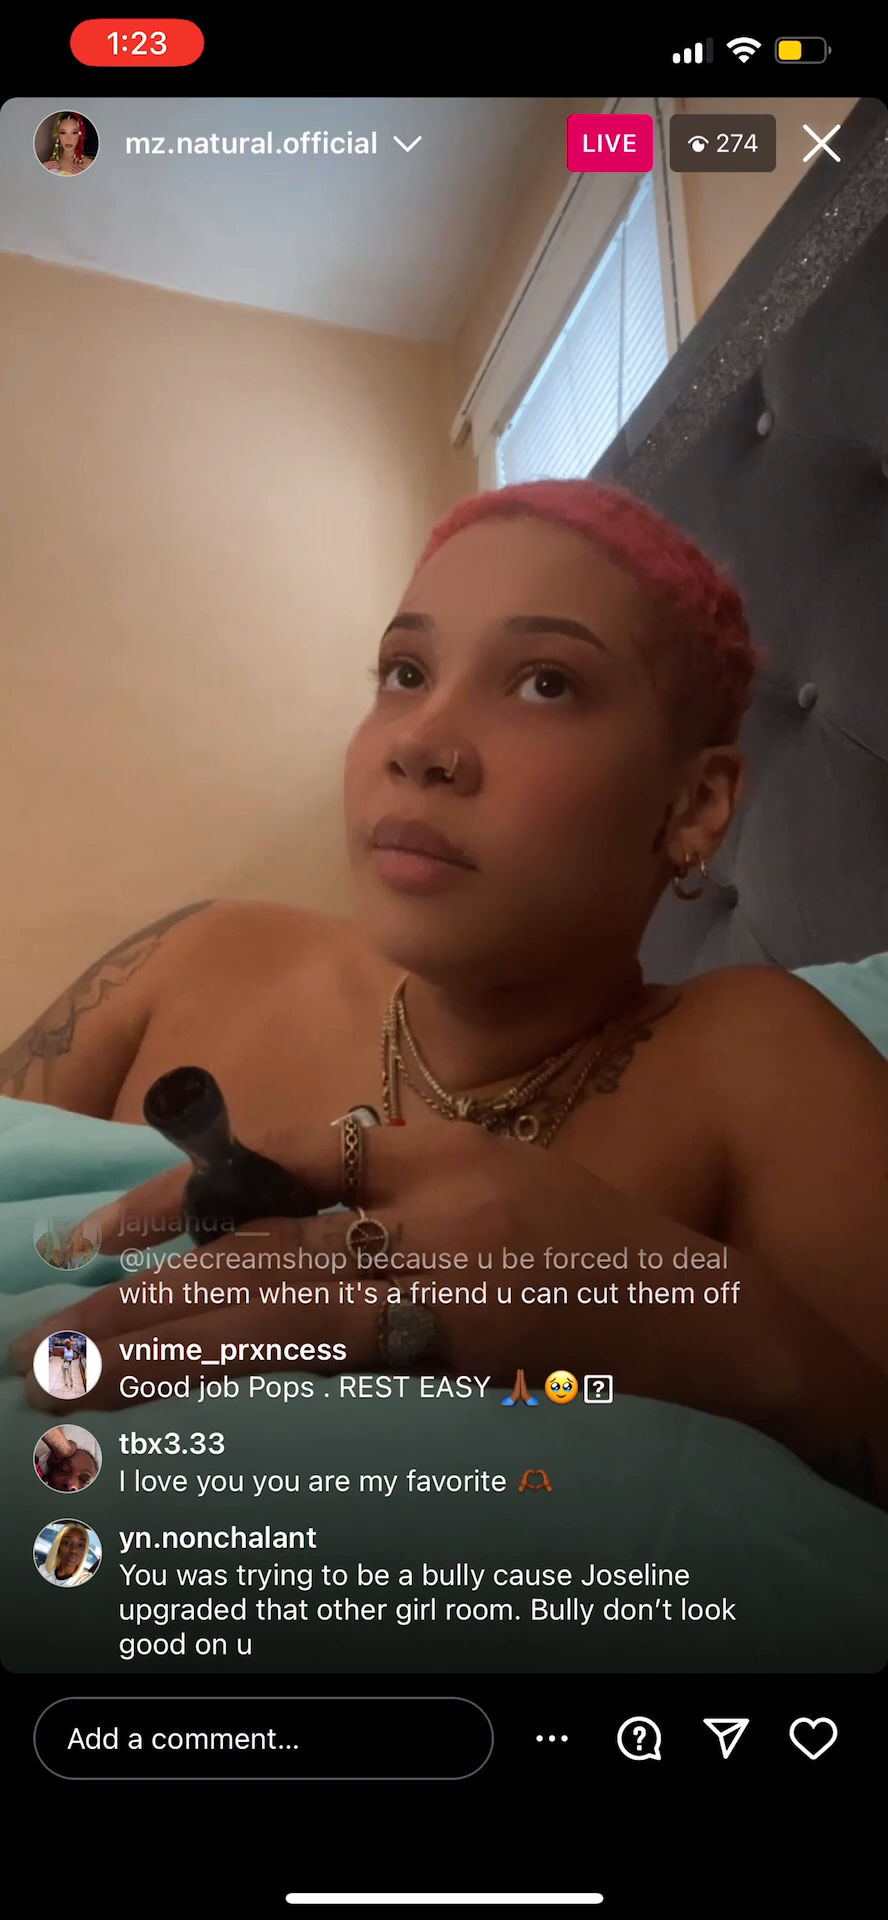 1:23
mz.natural.official
LIVE
274
jajuanda__
@iycecreamshop because u be forced to deal
with them when it's a friend u can cut them off
vnime_prxncess
Good job Pops . REST EASY 🙏🏾🥹
tbx3.33
I love you you are my favorite 🫶🏾
yn.nonchalant
You was trying to be a bully cause Joseline
upgraded that other girl room. Bully don’t look
good on u
Add a comment...